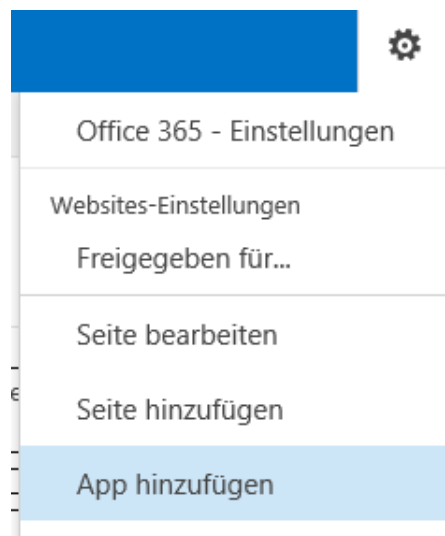 Office 365 - Einstellungen
Websites-Einstellungen
Freigegeben für...
Seite bearbeiten
Seite hinzufügen
App hinzufügen